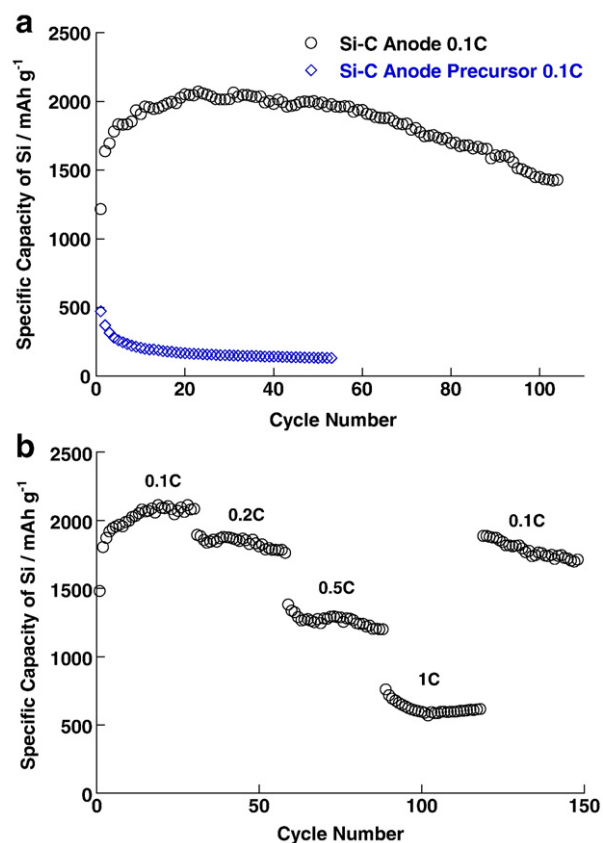 a
2500
Si-C Anode 0.1C
Si-C Anode Precursor 0.1C
2000
1500
1000
500
0
0 20 40 60 80 100
Specific Capacity of Si / mAh g⁻¹
Cycle Number
b
2500
0.1C
0.2C
0.1C
2000
1500
0.5C
1000
1C
500
0
0 50 100 150
Specific Capacity of Si / mAh g⁻¹
Cycle Number